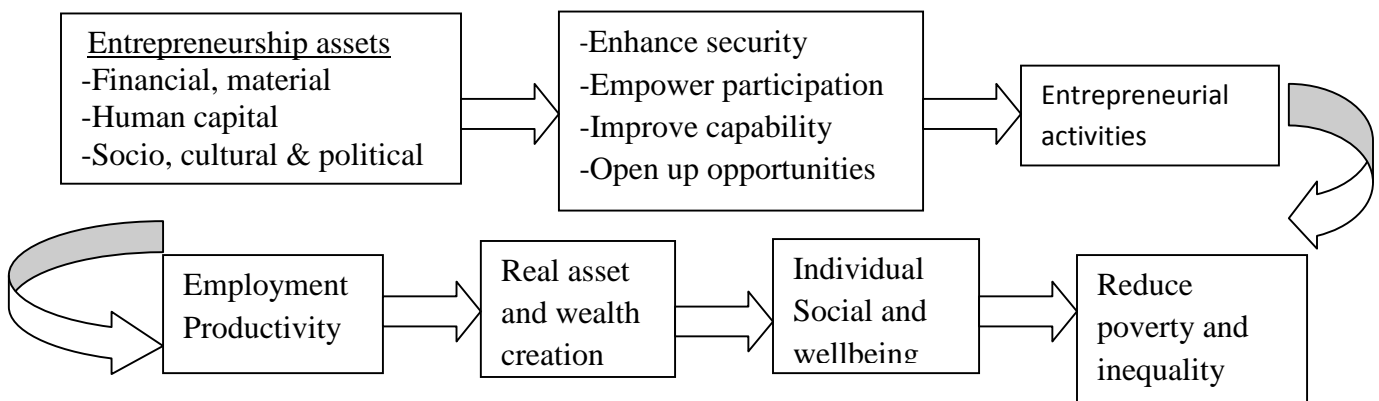 Entrepreneurship assets
-Financial, material
-Human capital
-Socio, cultural & political
-Enhance security
-Empower participation
-Improve capability
-Open up opportunities
Entrepreneurial
activities
Employment
Productivity
Real asset
and wealth
creation
Individual
Social and
wellbeing
Reduce
poverty and
inequality